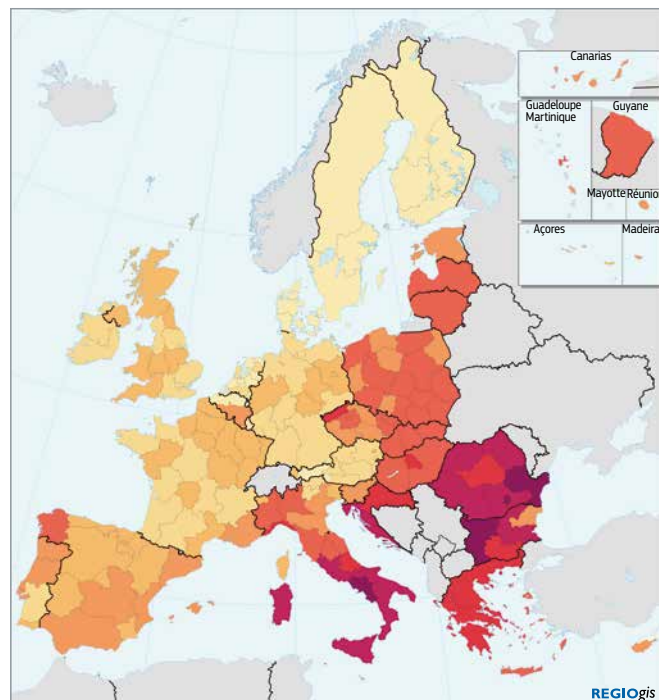 Canarias
Guadeloupe
Martinique
Guyane
Mayotte
Réunion
Açores
Madeira
REGIOgis